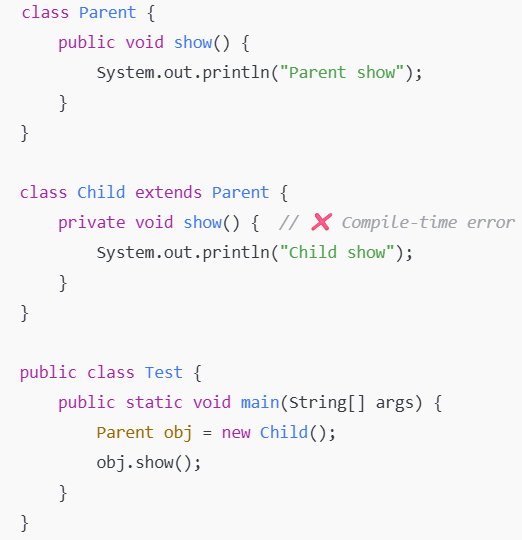 class Parent {
    public void show() {
        System.out.println("Parent show");
    }
}

class Child extends Parent {
    private void show() {  // ❌ Compile-time error
        System.out.println("Child show");
    }
}

public class Test {
    public static void main(String[] args) {
        Parent obj = new Child();
        obj.show();
    }
}